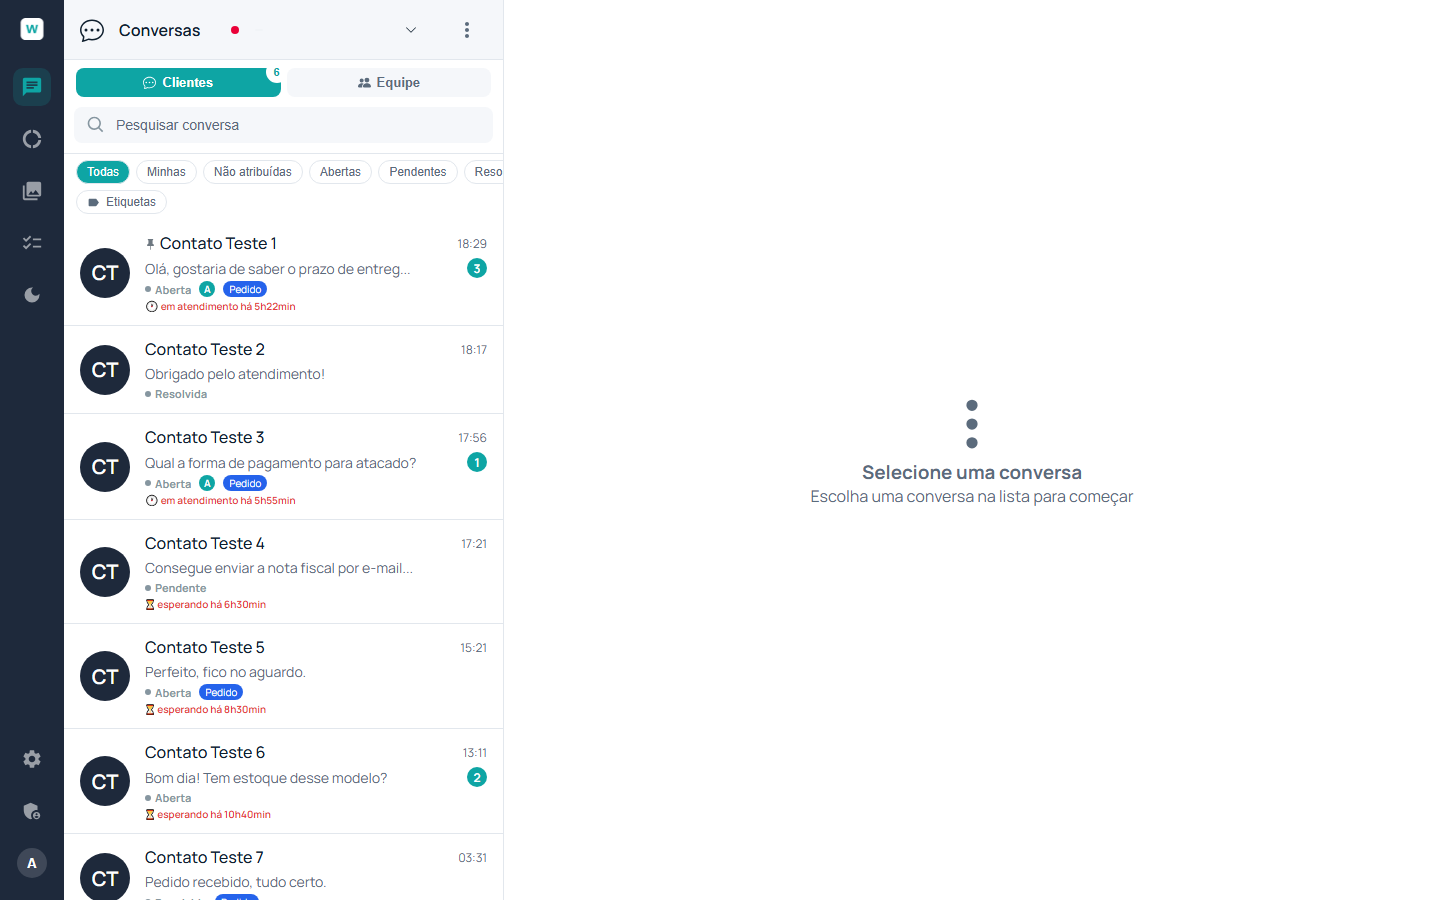 W
Conversas
Clientes
6
Equipe
Pesquisar conversa
Todas
Minhas
Não atribuídas
Abertas
Pendentes
Reso
Etiquetas
CT
Contato Teste 1
18:29
Olá, gostaria de saber o prazo de entreg...
3
Aberta
A
Pedido
em atendimento há 5h22min
CT
Contato Teste 2
18:17
Obrigado pelo atendimento!
Resolvida
CT
Contato Teste 3
17:56
Qual a forma de pagamento para atacado?
1
Aberta
A
Pedido
em atendimento há 5h55min
CT
Contato Teste 4
17:21
Consegue enviar a nota fiscal por e-mail...
Pendente
esperando há 6h30min
CT
Contato Teste 5
15:21
Perfeito, fico no aguardo.
Aberta
Pedido
esperando há 8h30min
CT
Contato Teste 6
13:11
Bom dia! Tem estoque desse modelo?
2
Aberta
esperando há 10h40min
CT
Contato Teste 7
03:31
Pedido recebido, tudo certo.
A
Selecione uma conversa
Escolha uma conversa na lista para começar